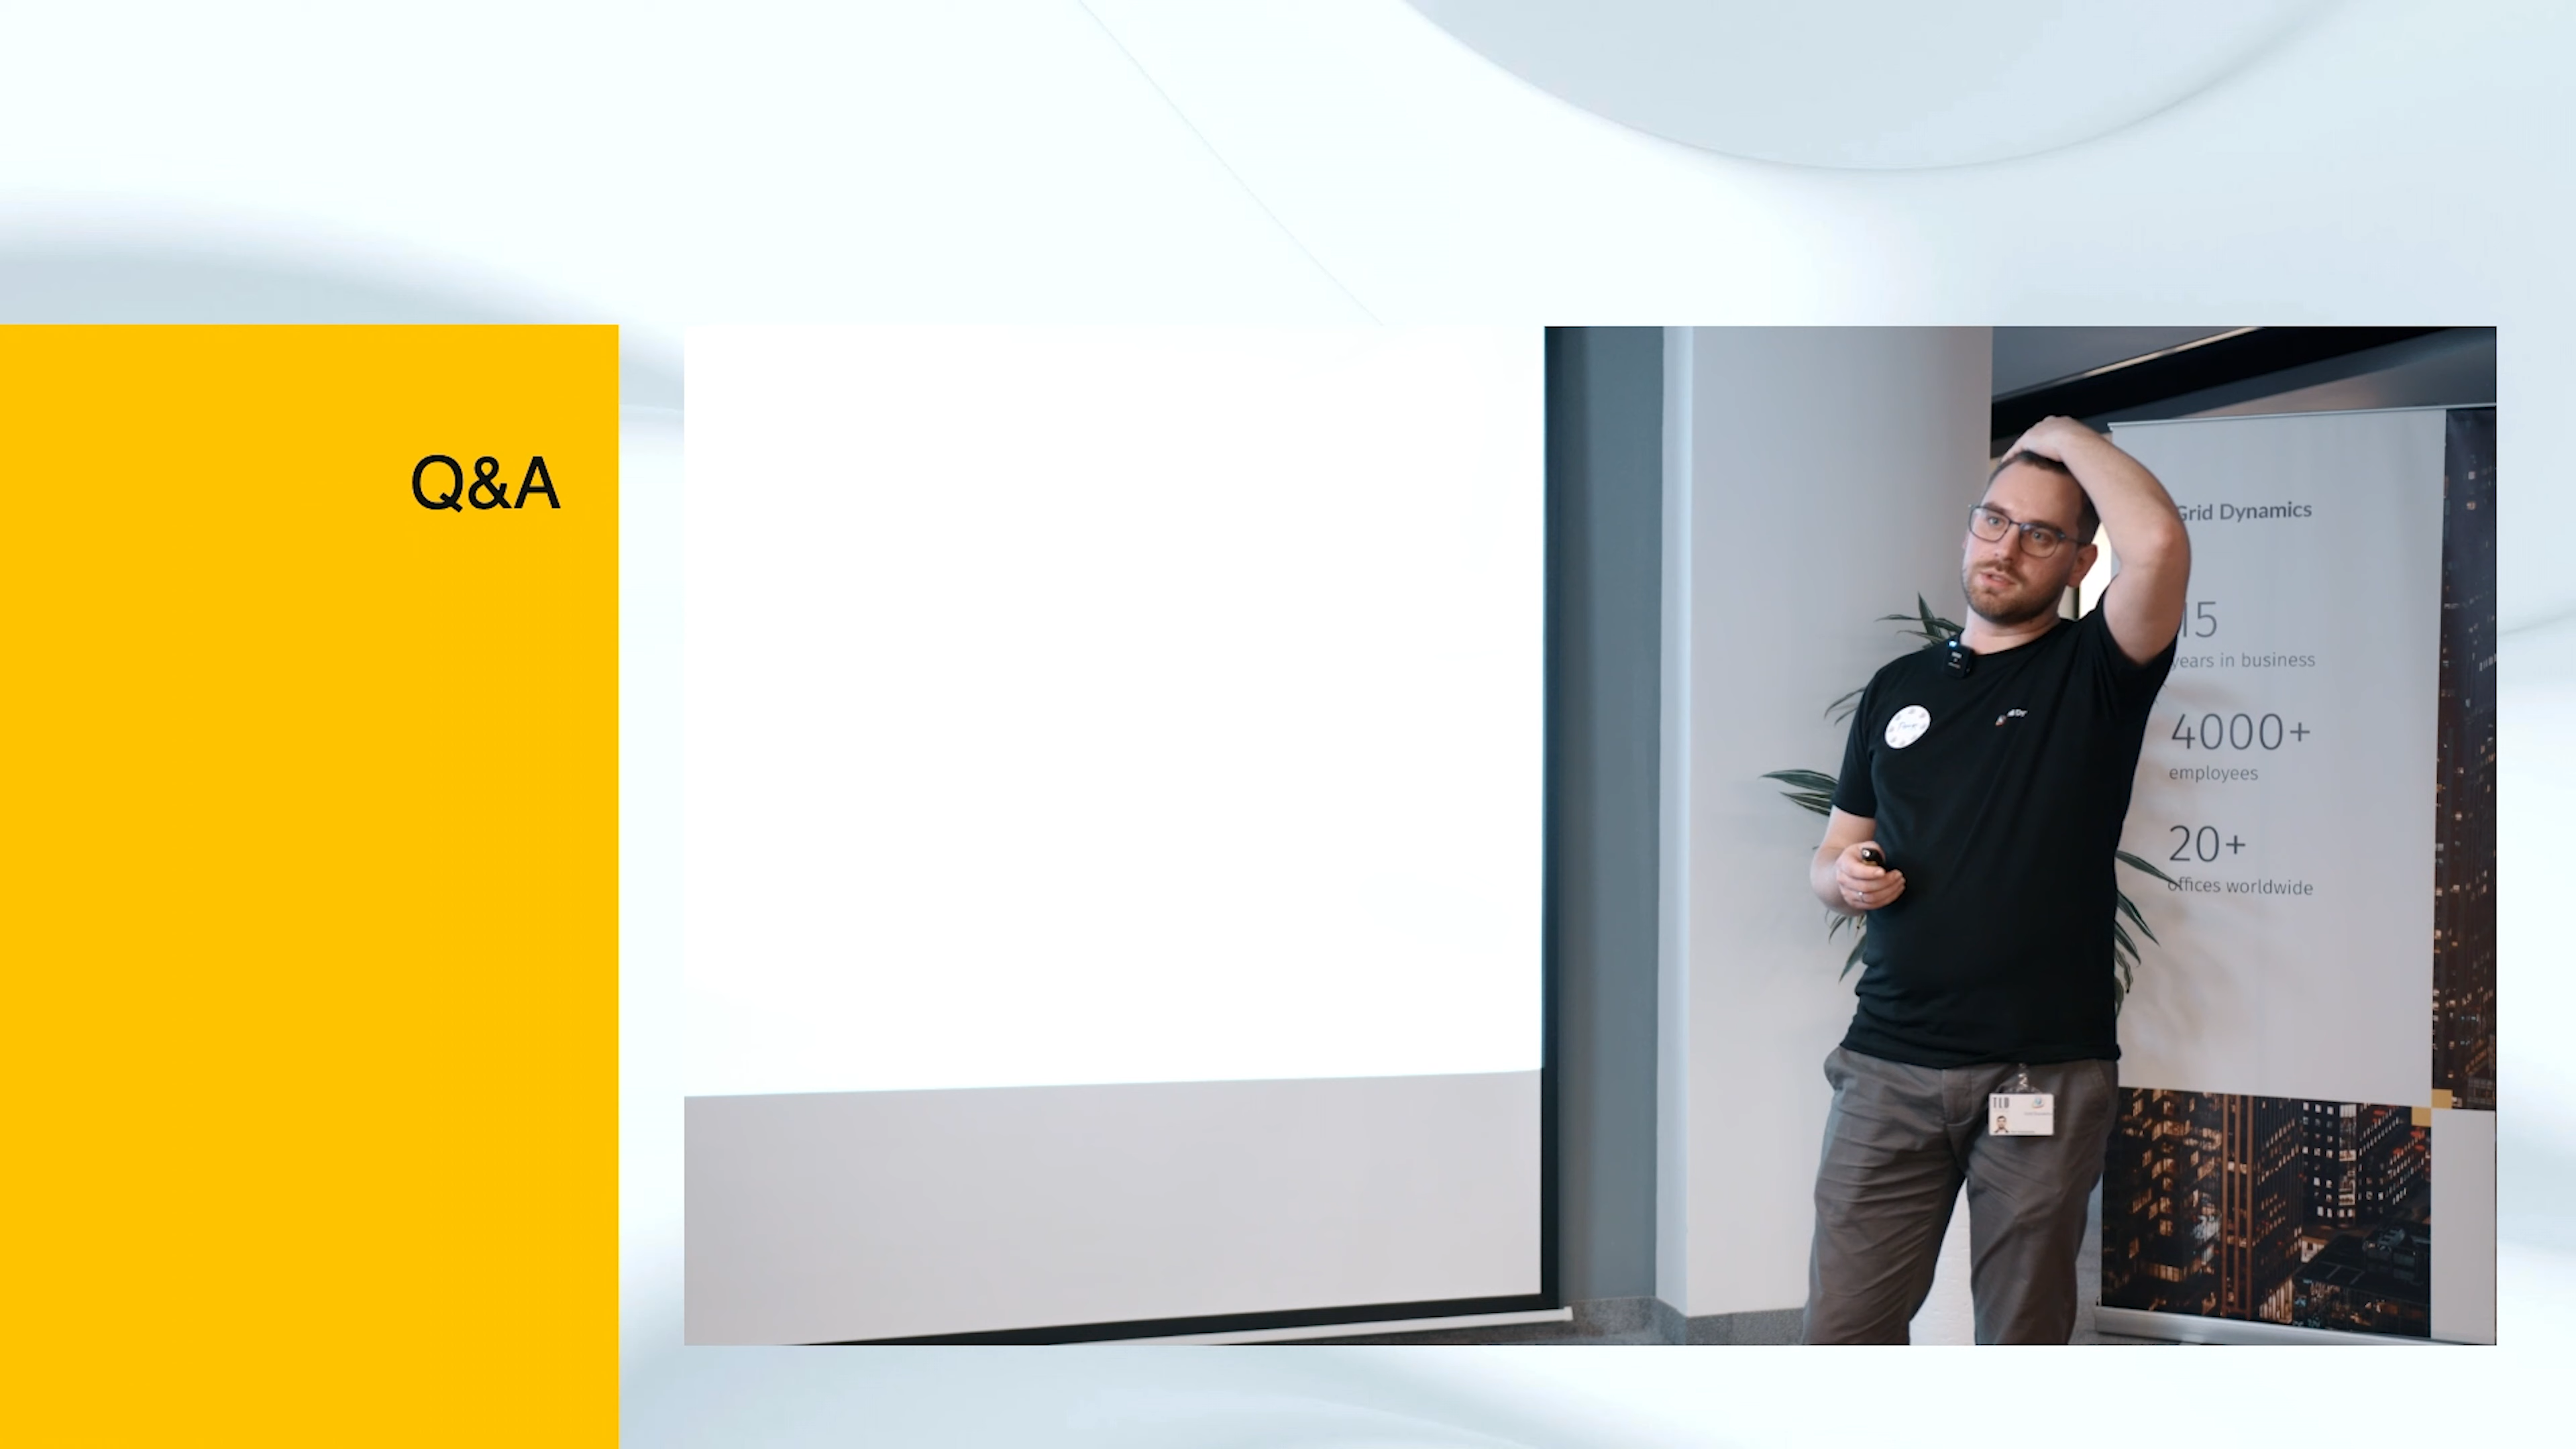 Q&A
Grid Dynamics
15
years in business
4000+
employees
20+
offices worldwide